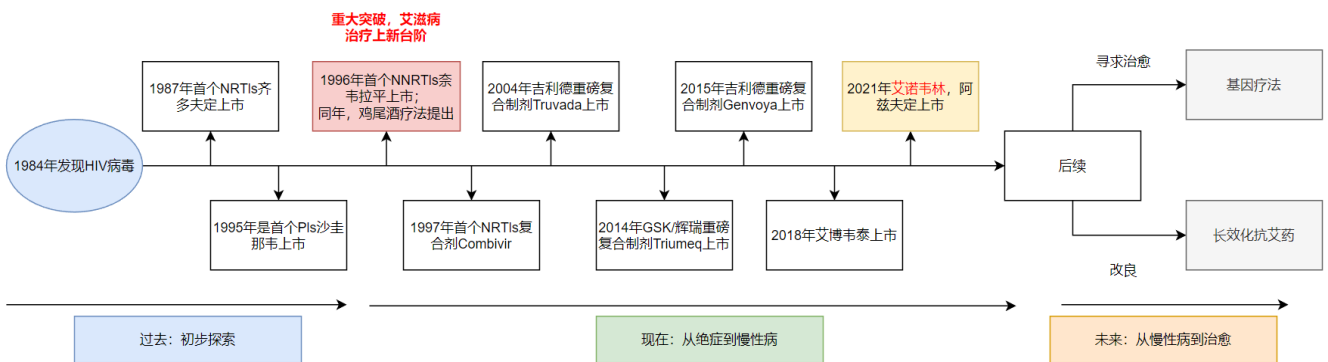 重大突破，艾滋病
治疗上新台阶
1987年首个NRTIs齐
多夫定上市
1996年首个NNRTIs奈
韦拉平上市；
同年，鸡尾酒疗法提出
2004年吉利德重磅复
合制剂Truvada上市
2015年吉利德重磅复
合制剂Genvoya上市
2021年艾诺韦林，阿
兹夫定上市
寻求治愈
基因疗法
1984年发现HIV病毒
后续
1995年是首个PIs沙圭
那韦上市
1997年首个NRTIs复
合剂Combivir
2014年GSK/辉瑞重磅
复合制剂Triumeq上市
2018年艾博韦泰上市
长效化抗艾药
改良
过去：初步探索
现在：从绝症到慢性病
未来：从慢性病到治愈